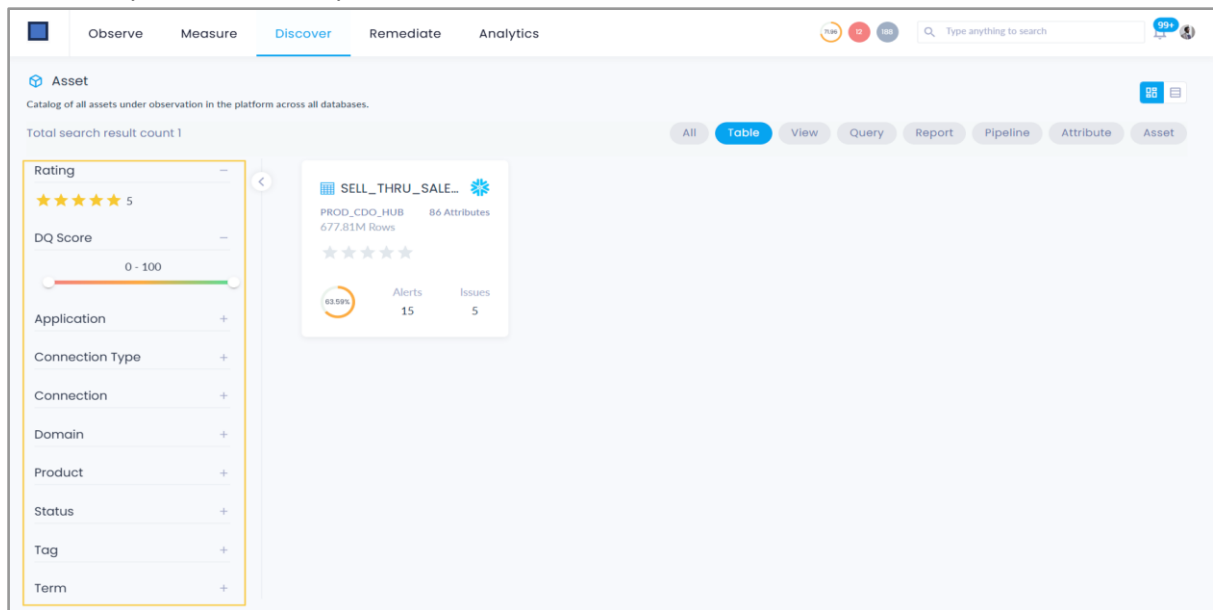 Observe Measure Discover Remediate Analytics 12 188 Type anything to search 99+
Asset
Catalog of all assets under observation in the platform across all databases.
Total search result count 1 All Table View Query Report Pipeline Attribute Asset
Rating
5
DQ Score
0 - 100
Application
Connection Type
Connection
Domain
Product
Status
Tag
Term
SELL_THRU_SALE...
PROD_CDO_HUB 86 Attributes
677.81M Rows
63.59% Alerts Issues
15 5